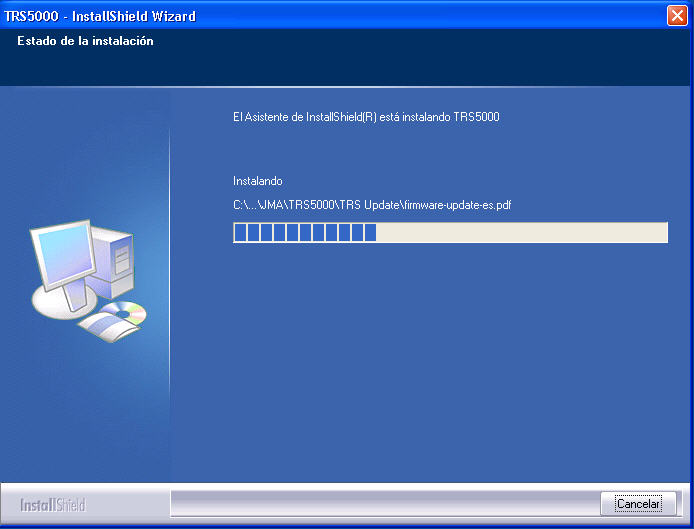 TRS5000 - InstallShield Wizard
Estado de la instalación
El Asistente de InstallShield(R) está instalando TRS5000
Instalando
C:\...\JMA\TRS5000\TRS Update\firmware-update-es.pdf
InstallShield
Cancelar